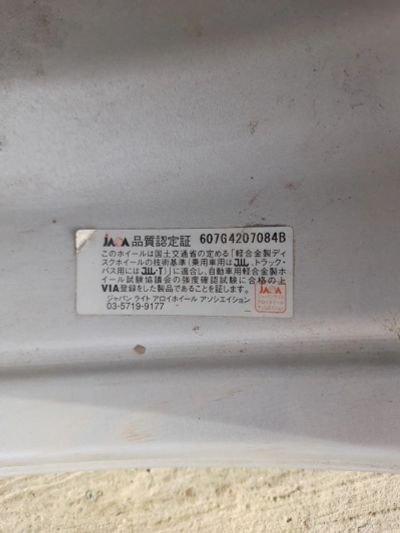 JAWA 品質認定証 607G4207084B
このホイールは国土交通省の定める「軽合金製ディ
スクホイールの技術基準(乗用車用はJWL、トラック・
バス用にはJWL-T)」に適合し、自動車用軽合金製ホ
イール試験協議会の強度確認試験に合格の上
VIA登録をした製品であることを証します。
ジャパン ライト アロイホイール アソシエイション
03-5719-9177
JAWA